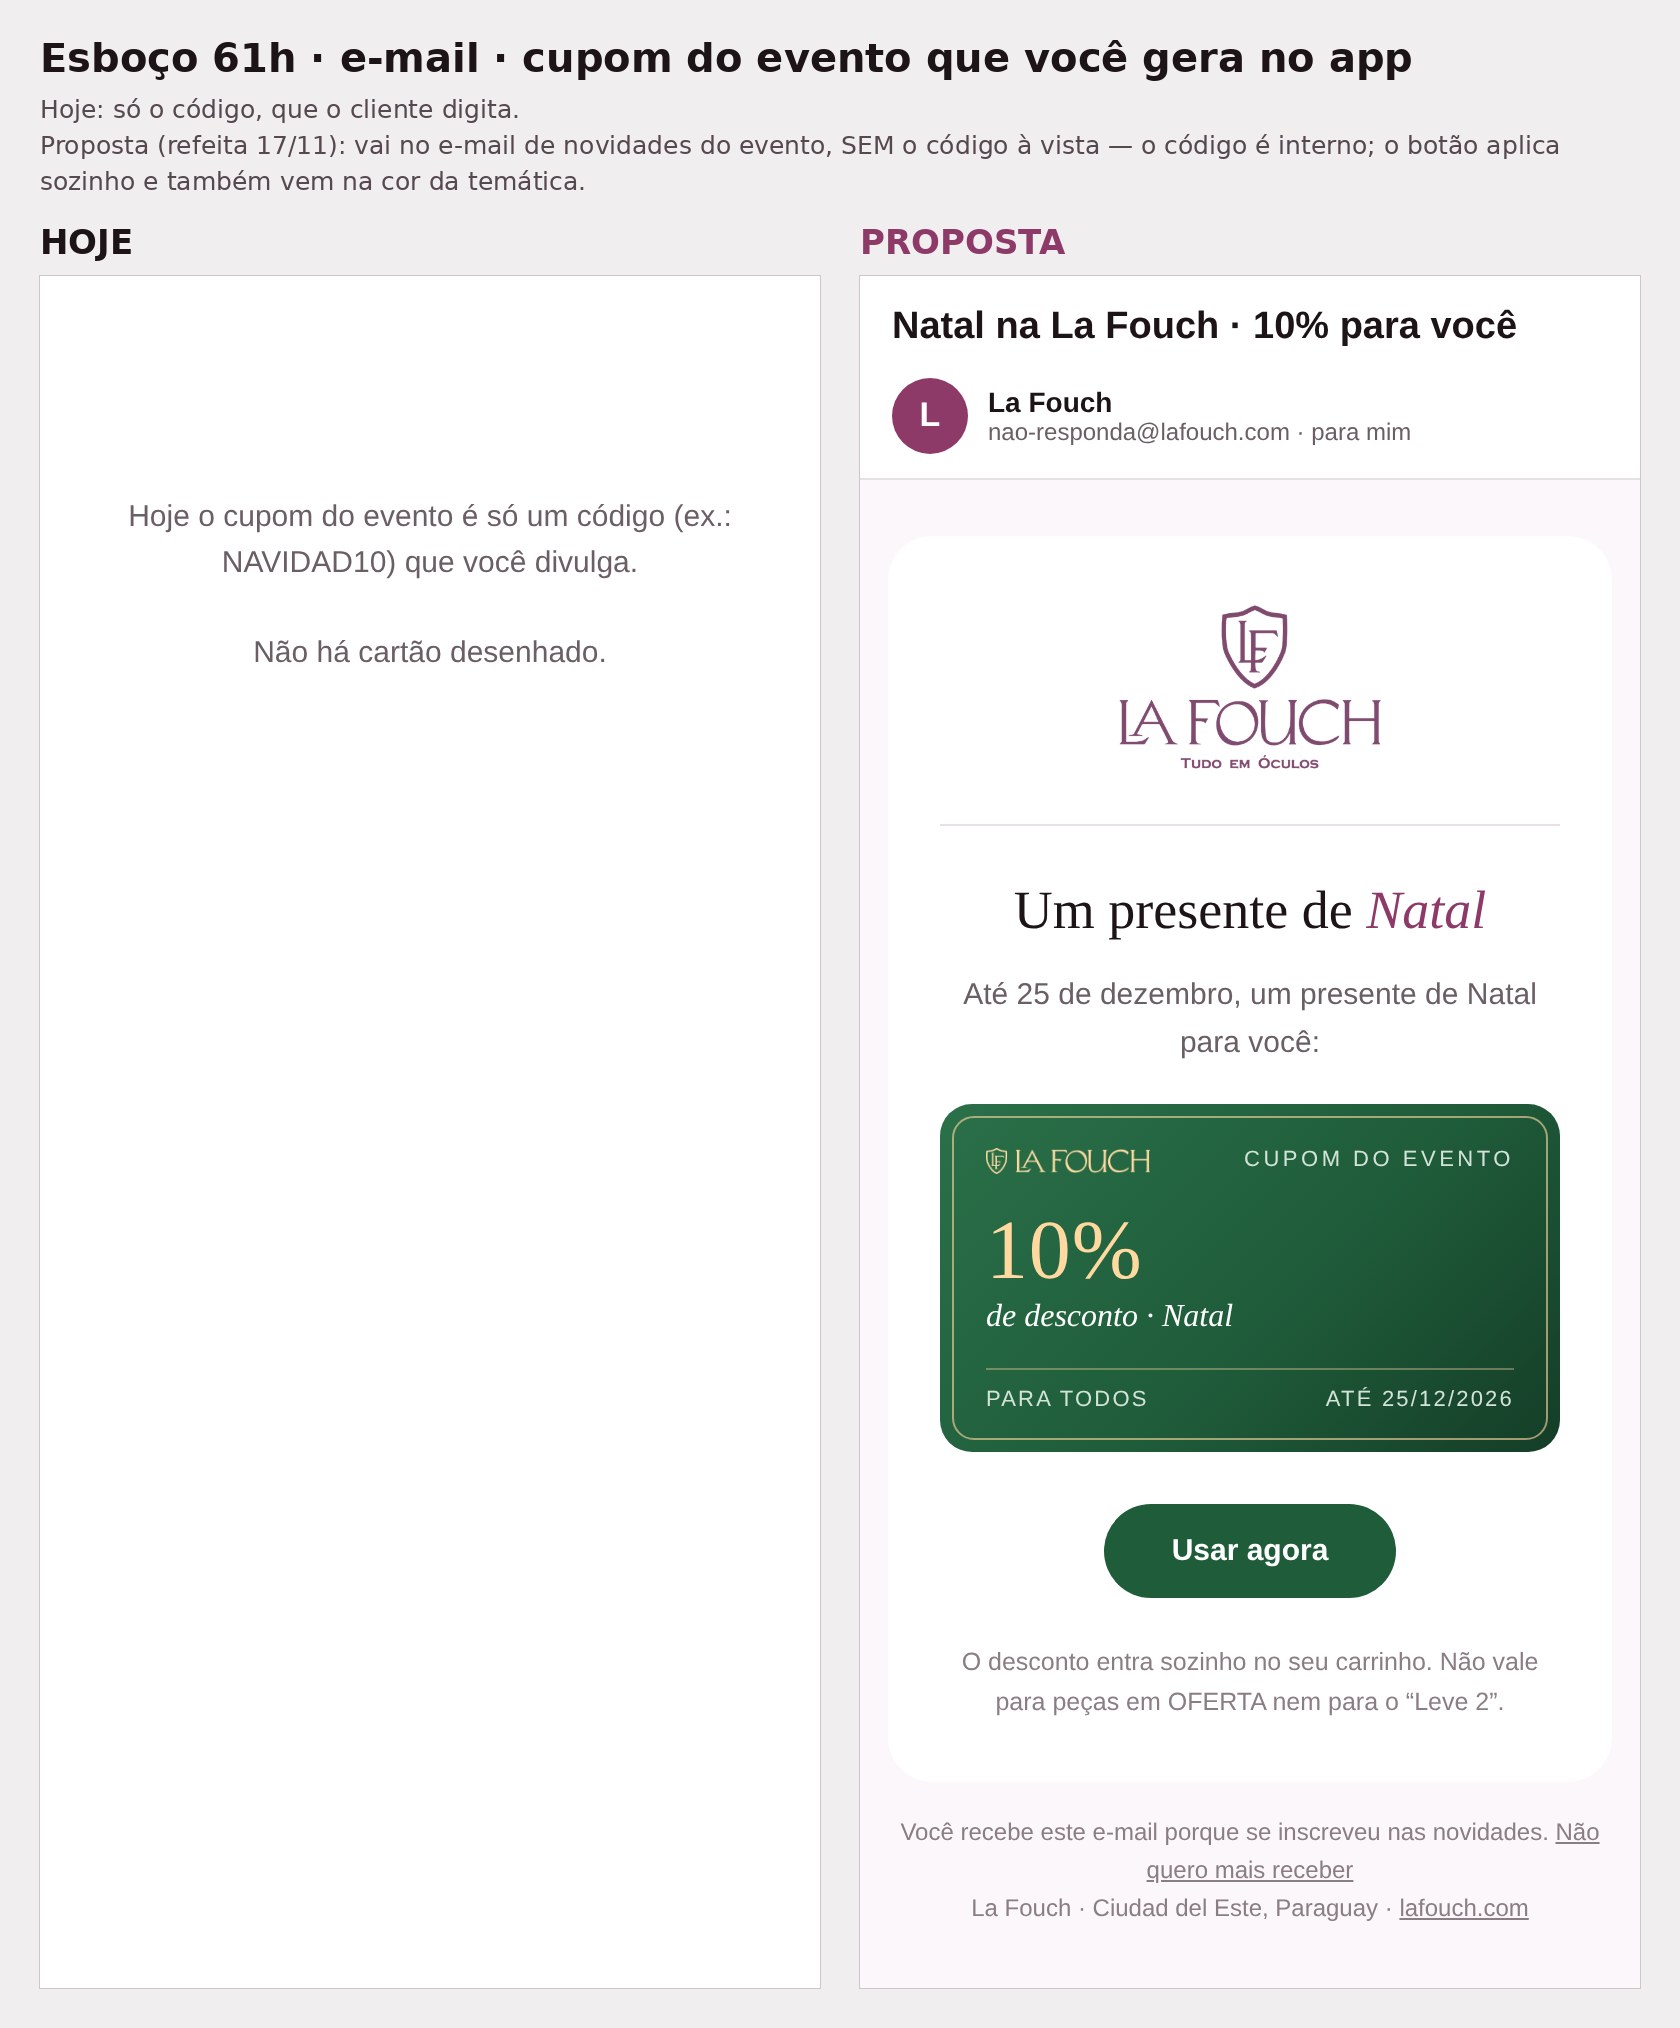 Esboço 61h · e-mail · cupom do evento que você gera no app
Hoje: só o código, que o cliente digita.
Proposta (refeita 17/11): vai no e-mail de novidades do evento, SEM o código à vista — o código é interno; o botão aplica
sozinho e também vem na cor da temática.
HOJE
Hoje o cupom do evento é só um código (ex.:
NAVIDAD10) que você divulga.
Não há cartão desenhado.
PROPOSTA
Natal na La Fouch · 10% para você
L
La Fouch
nao-responda@lafouch.com · para mim
LF
LA FOUCH
Tudo em Óculos
Um presente de Natal
Até 25 de dezembro, um presente de Natal
para você:
LF LA FOUCH CUPOM DO EVENTO
10%
de desconto · Natal
PARA TODOS ATÉ 25/12/2026
Usar agora
O desconto entra sozinho no seu carrinho. Não vale
para peças em OFERTA nem para o “Leve 2”.
Você recebe este e-mail porque se inscreveu nas novidades. Não
quero mais receber
La Fouch · Ciudad del Este, Paraguay · lafouch.com